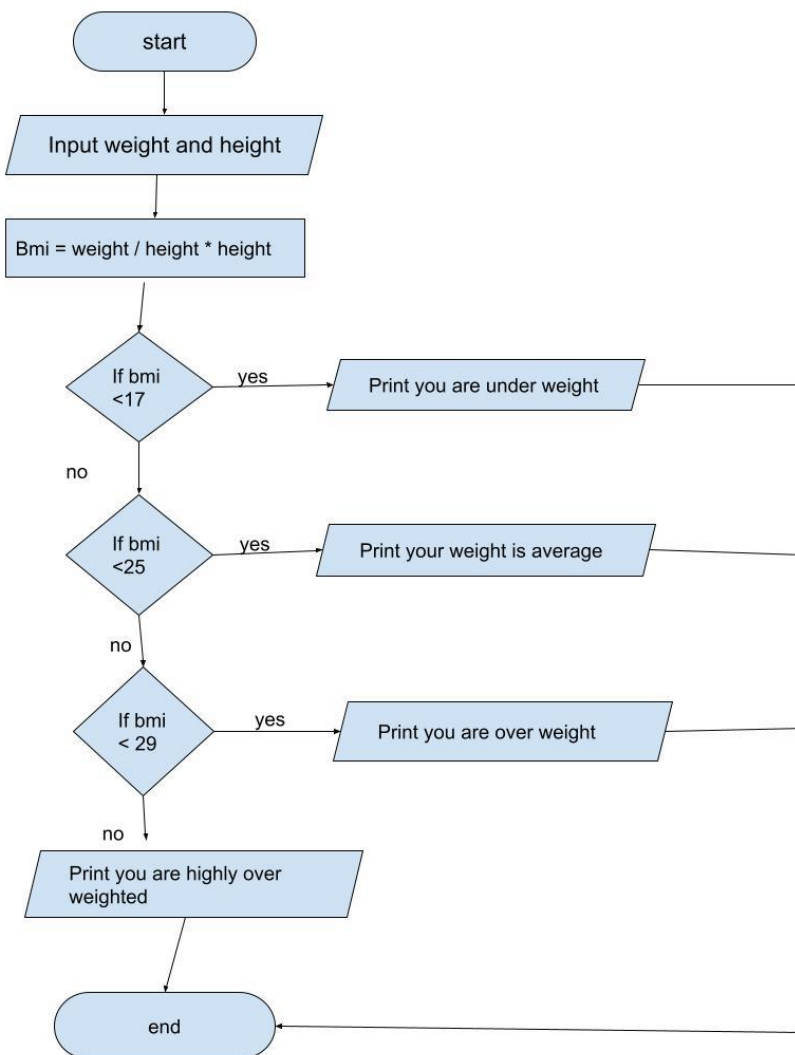 start
Input weight and height
Bmi = weight / height * height
If bmi
<17
yes
Print you are under weight
no
If bmi
<25
yes
Print your weight is average
no
If bmi
< 29
yes
Print you are over weight
no
Print you are highly over
weighted
end